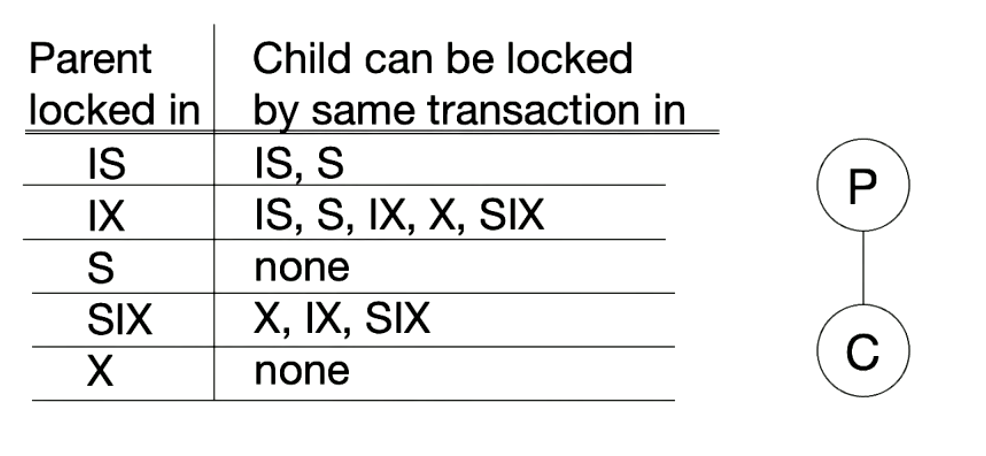 Parent Child can be locked
locked in by same transaction in
IS IS, S
IX IS, S, IX, X, SIX
S none
SIX X, IX, SIX
X none
P
C